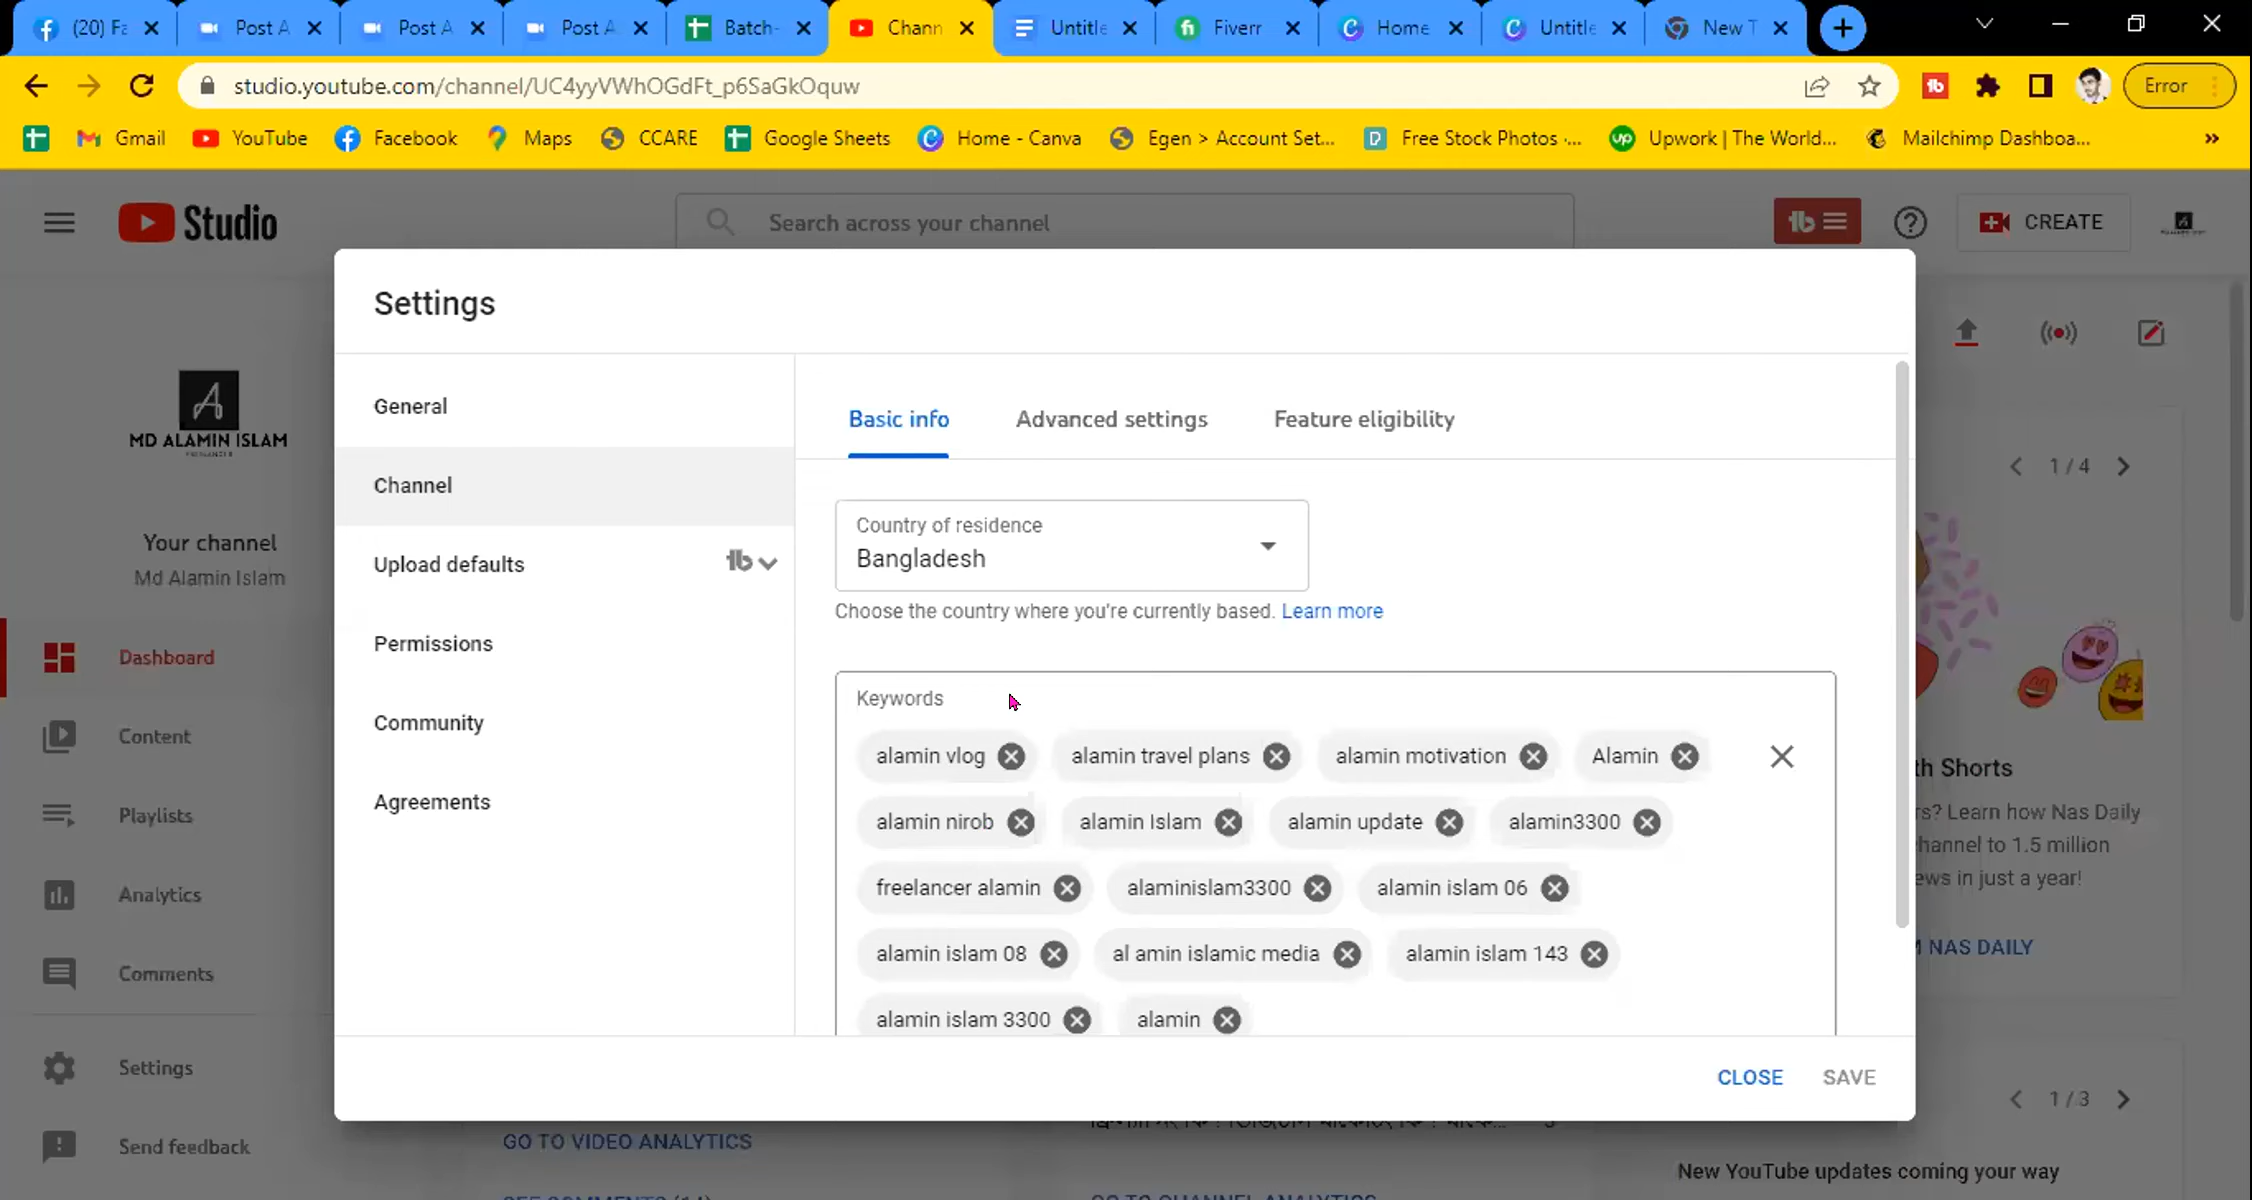 (20) Fa
Post A
Post A
Post A
Batch-
Chann
Untitle
Fiverr
Home
Untitle
New T
studio.youtube.com/channel/UC4yyVWhOGdFt_p6SaGkOquw
Error
Gmail
YouTube
Facebook
Maps
CCARE
Google Sheets
Home - Canva
Egen > Account Set...
Free Stock Photos ·...
Upwork | The World...
Mailchimp Dashboa...
Studio
Search across your channel
CREATE
Settings
MD ALAMIN ISLAM
FREELANCER
Your channel
Md Alamin Islam
Dashboard
Content
Playlists
Analytics
Comments
Settings
Send feedback
General
Channel
Upload defaults
Permissions
Community
Agreements
Basic info
Advanced settings
Feature eligibility
Country of residence
Bangladesh
Choose the country where you're currently based. Learn more
Keywords
alamin vlog
alamin travel plans
alamin motivation
Alamin
alamin nirob
alamin Islam
alamin update
alamin3300
freelancer alamin
alaminislam3300
alamin islam 06
alamin islam 08
al amin islamic media
alamin islam 143
alamin islam 3300
alamin
CLOSE
SAVE
1 / 4
th Shorts
rs? Learn how Nas Daily
hannel to 1.5 million
ews in just a year!
NAS DAILY
1 / 3
New YouTube updates coming your way
GO TO VIDEO ANALYTICS